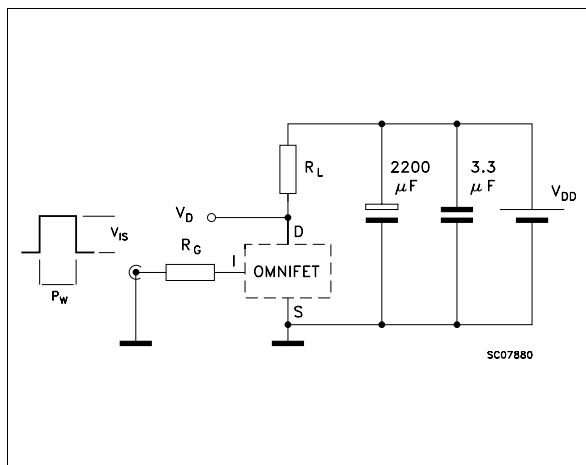 R_L
2200
μF
3.3
μF
V_DD
V_D
D
V_IS
R_G
I
OMNIFET
P_W
S
SC07880